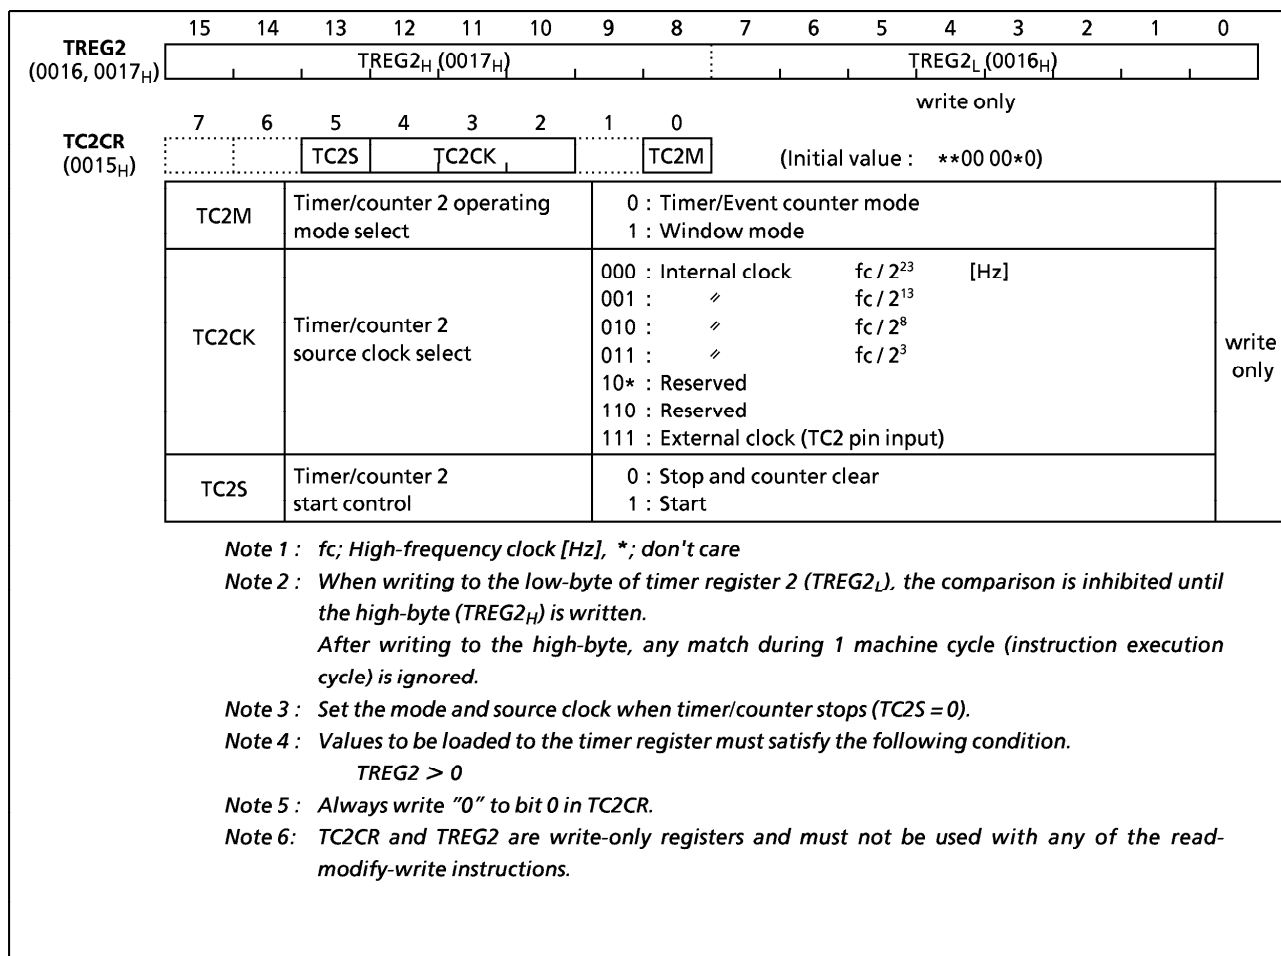 15 14 13 12 11 10 9 8 7 6 5 4 3 2 1 0
TREG2
(0016, 0017H)
TREG2H (0017H) TREG2L (0016H)
write only
7 6 5 4 3 2 1 0
TC2CR
(0015H)
TC2S TC2CK TC2M (Initial value : **00 00*0)
TC2M
Timer/counter 2 operating
mode select
0 : Timer/Event counter mode
1 : Window mode
TC2CK
Timer/counter 2
source clock select
000 : Internal clock fc / 2²³ [Hz]
001 : 〃 fc / 2¹³
010 : 〃 fc / 2⁸
011 : 〃 fc / 2³
10* : Reserved
110 : Reserved
111 : External clock (TC2 pin input)
TC2S
Timer/counter 2
start control
0 : Stop and counter clear
1 : Start
write
only
Note 1 : fc; High-frequency clock [Hz], *; don't care
Note 2 : When writing to the low-byte of timer register 2 (TREG2L), the comparison is inhibited until
the high-byte (TREG2H) is written.
After writing to the high-byte, any match during 1 machine cycle (instruction execution
cycle) is ignored.
Note 3 : Set the mode and source clock when timer/counter stops (TC2S = 0).
Note 4 : Values to be loaded to the timer register must satisfy the following condition.
TREG2 > 0
Note 5 : Always write "0" to bit 0 in TC2CR.
Note 6: TC2CR and TREG2 are write-only registers and must not be used with any of the read-
modify-write instructions.